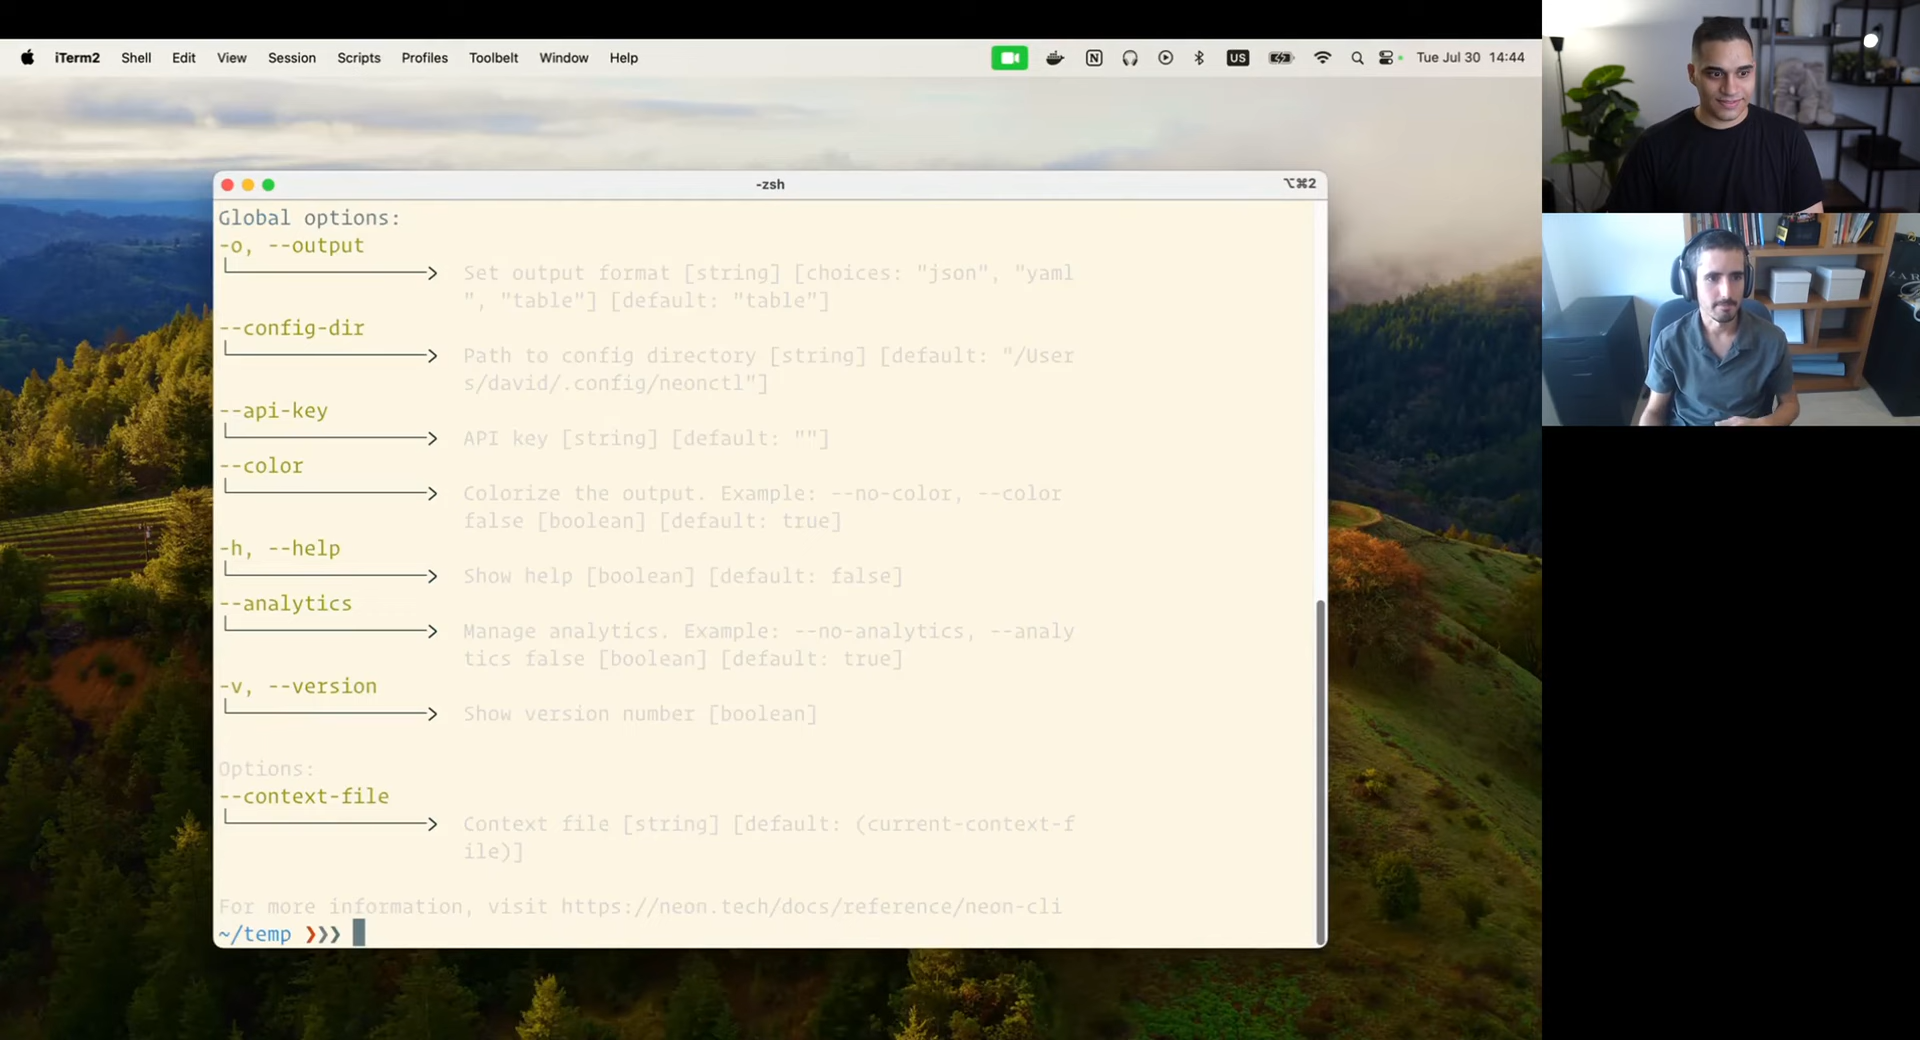 iTerm2 Shell Edit View Session Scripts Profiles Toolbelt Window Help US Tue Jul 30 14:44
-zsh ⌥⌘2
Global options:
-o, --output
Set output format [string] [choices: "json", "yaml
", "table"] [default: "table"]
--config-dir
Path to config directory [string] [default: "/User
s/david/.config/neonctl"]
--api-key
API key [string] [default: ""]
--color
Colorize the output. Example: --no-color, --color
false [boolean] [default: true]
-h, --help
Show help [boolean] [default: false]
--analytics
Manage analytics. Example: --no-analytics, --analy
tics false [boolean] [default: true]
-v, --version
Show version number [boolean]
Options:
--context-file
Context file [string] [default: (current-context-f
ile)]
For more information, visit https://neon.tech/docs/reference/neon-cli
~/temp ❯❯❯